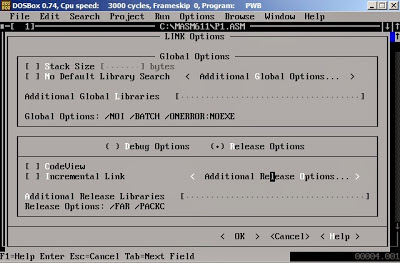 DOSBox 0.74, Cpu speed: 3000 cycles, Frameskip 0, Program: PWB
File Edit Search Project Run Options Browse Window Help
[ 1] C:\MASM611\P1.ASM
LINK Options
Global Options
[ ] Stack Size [.......] bytes
[ ] No Default Library Search < Additional Global Options... >
Additional Global Libraries [
Global Options: /NOI /BATCH /ONERROR:NOEXE
( ) Debug Options (•) Release Options
[ ] CodeView
[ ] Incremental Link < Additional Release Options... >
Additional Release Libraries [
Release Options: /FAR /PACKC
< OK > <Cancel> < Help >
F1=Help Enter Esc=Cancel Tab=Next Field 00004.001